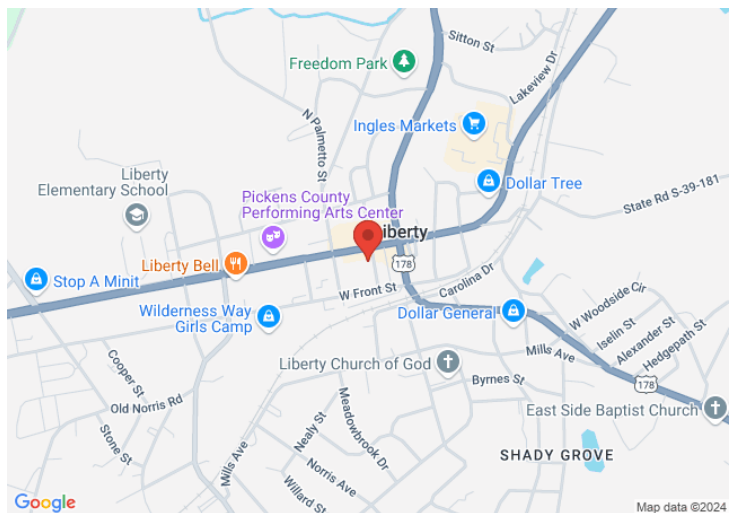 Sitton St
Lakeview Dr
Freedom Park
N Palmetto St
Ingles Markets
Liberty
Elementary School
Dollar Tree
State Rd S-39-181
Pickens County
Performing Arts Center
Liberty
Liberty Bell
178
Stop A Minit
W Front St
Carolina Dr
Wilderness Way
Girls Camp
Dollar General
W Woodside Cir
Iselin St
Alexander St
Hedgepath St
Mills Ave
Liberty Church of God
Cooper St
Byrnes St
178
Old Norris Rd
Meadowbrook Dr
East Side Baptist Church
Stone St
Nealy St
Mills Ave
Norris Ave
SHADY GROVE
Willard St
Google
Map data ©2024